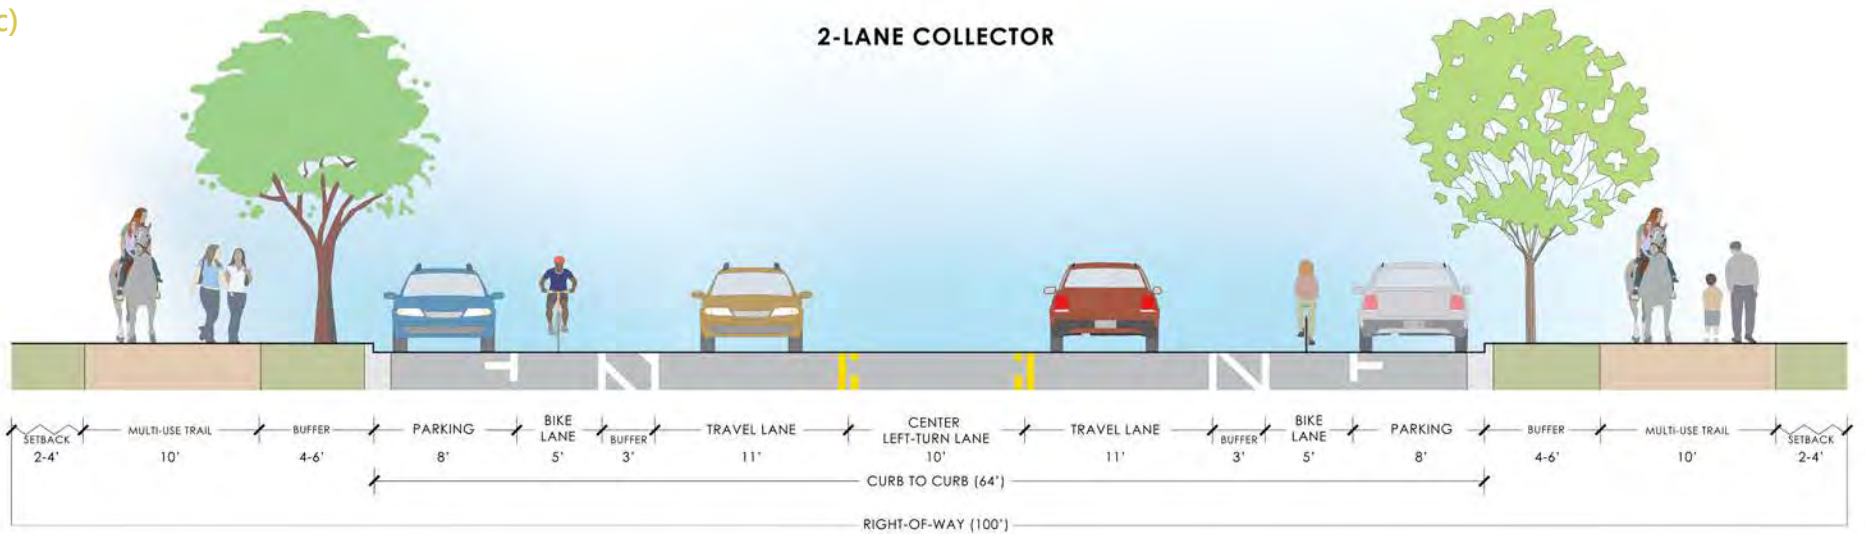 c)
2-LANE COLLECTOR
SETBACK
2-4'
MULTI-USE TRAIL
10'
BUFFER
4-6'
PARKING
8'
BIKE
LANE
5'
BUFFER
3'
TRAVEL LANE
11'
CENTER
LEFT-TURN LANE
10'
TRAVEL LANE
11'
BUFFER
3'
BIKE
LANE
5'
PARKING
8'
BUFFER
4-6'
MULTI-USE TRAIL
10'
SETBACK
2-4'
CURB TO CURB (64')
RIGHT-OF-WAY (100')